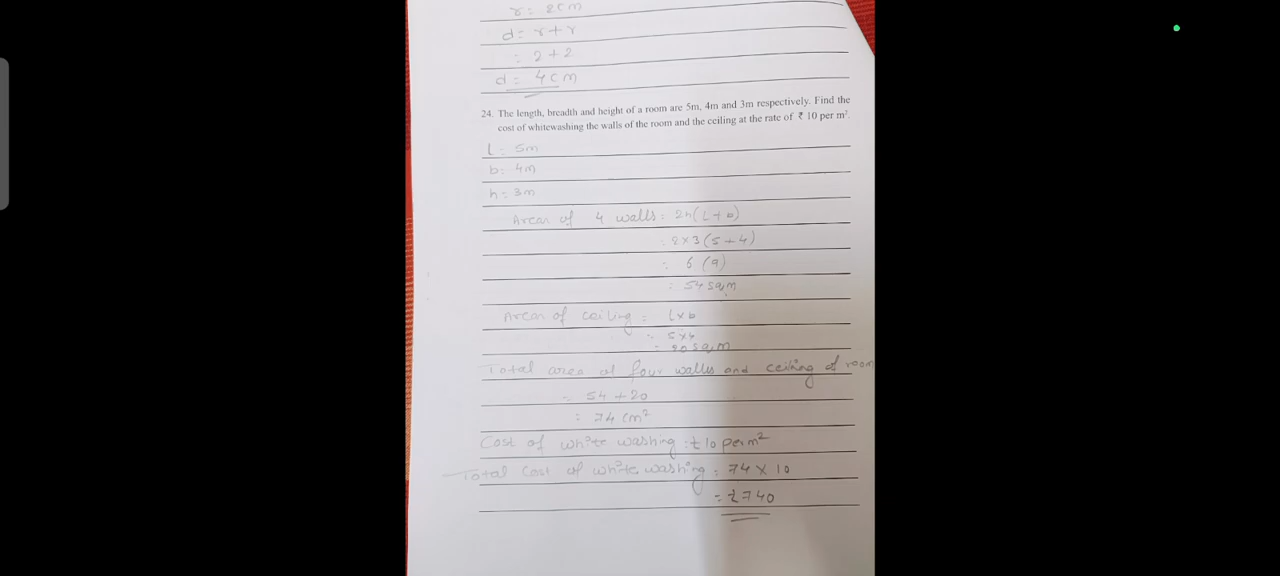 r = 2cm
d = r + r
= 2 + 2
d = 4cm
24. The length, breadth and height of a room are 5m, 4m and 3m respectively. Find the
cost of whitewashing the walls of the room and the ceiling at the rate of ₹ 10 per m².
l = 5m
b = 4m
h = 3m
Area of 4 walls = 2h(L+b)
= 2×3(5+4)
= 6 (9)
= 54 sq.m
Area of ceiling = L×b
= 5×4
= 20 sq.m
Total area of four walls and ceiling of room
= 54 + 20
= 74 cm²
Cost of white washing = ₹10 per m²
Total cost of white washing = 74 × 10
= ₹740